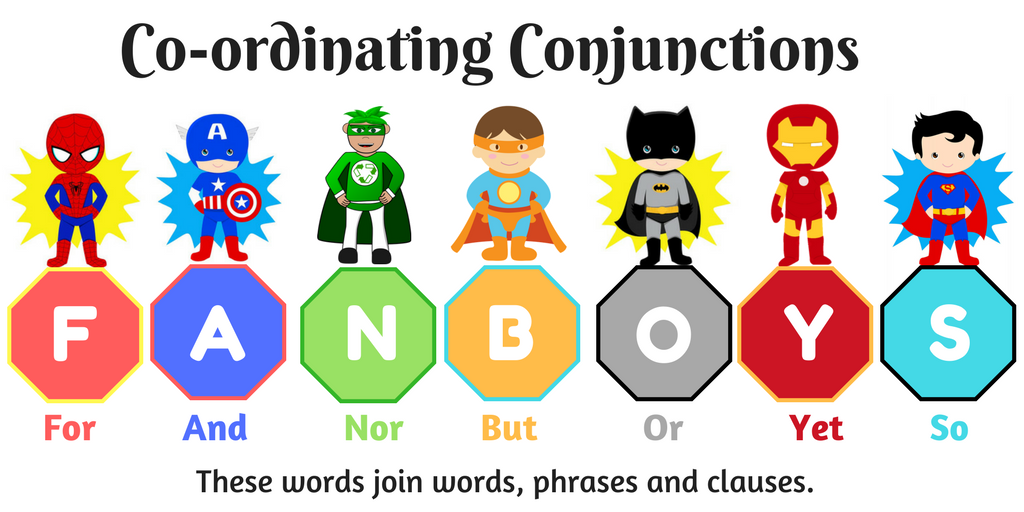 Co-ordinating Conjunctions
A
F A N B O Y S
For And Nor But Or Yet So
These words join words, phrases and clauses.